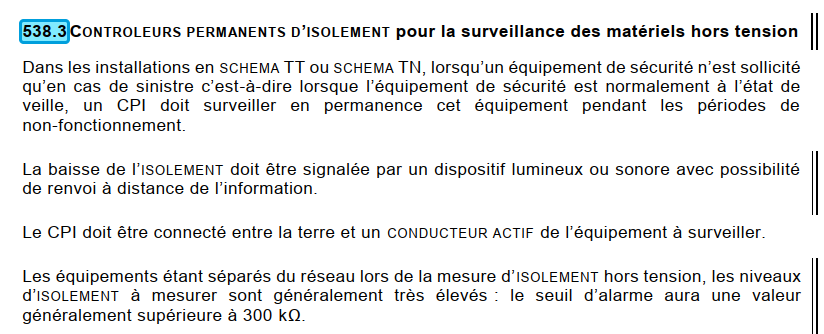 538.3 CONTROLEURS PERMANENTS D’ISOLEMENT pour la surveillance des matériels hors tension
Dans les installations en SCHEMA TT ou SCHEMA TN, lorsqu’un équipement de sécurité n’est sollicité
qu’en cas de sinistre c’est-à-dire lorsque l’équipement de sécurité est normalement à l’état de
veille, un CPI doit surveiller en permanence cet équipement pendant les périodes de
non-fonctionnement.
La baisse de l’ISOLEMENT doit être signalée par un dispositif lumineux ou sonore avec possibilité
de renvoi à distance de l’information.
Le CPI doit être connecté entre la terre et un CONDUCTEUR ACTIF de l’équipement à surveiller.
Les équipements étant séparés du réseau lors de la mesure d’ISOLEMENT hors tension, les niveaux
d’ISOLEMENT à mesurer sont généralement très élevés : le seuil d’alarme aura une valeur
généralement supérieure à 300 kΩ.